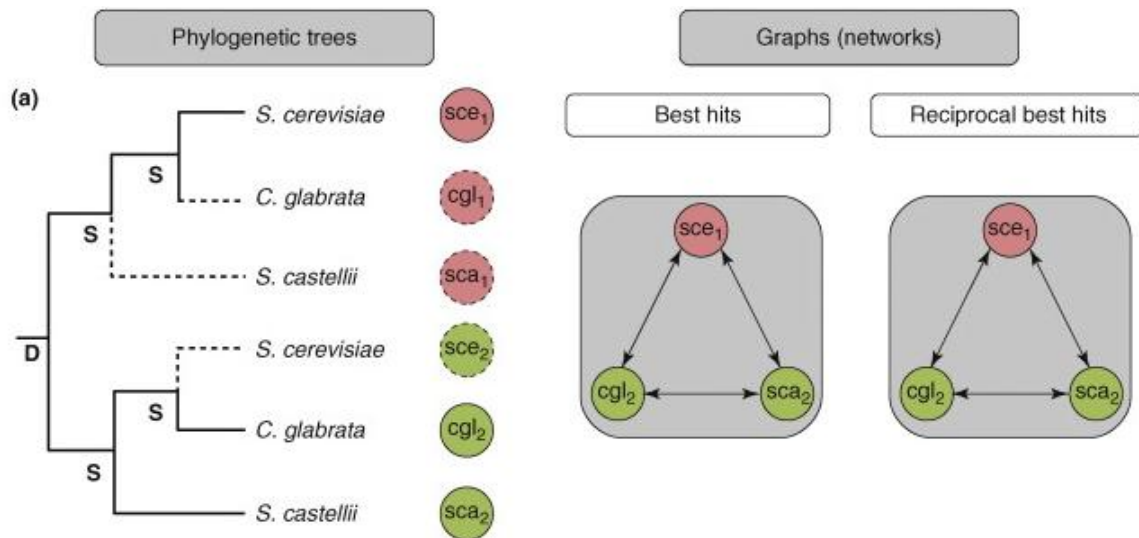 Phylogenetic trees
Graphs (networks)
(a)
Best hits
Reciprocal best hits
S. cerevisiae
sce1
S
C. glabrata
cgl1
S
S. castellii
sca1
D
S. cerevisiae
sce2
S
C. glabrata
cgl2
S
S. castellii
sca2
sce1
cgl2
sca2
sce1
cgl2
sca2